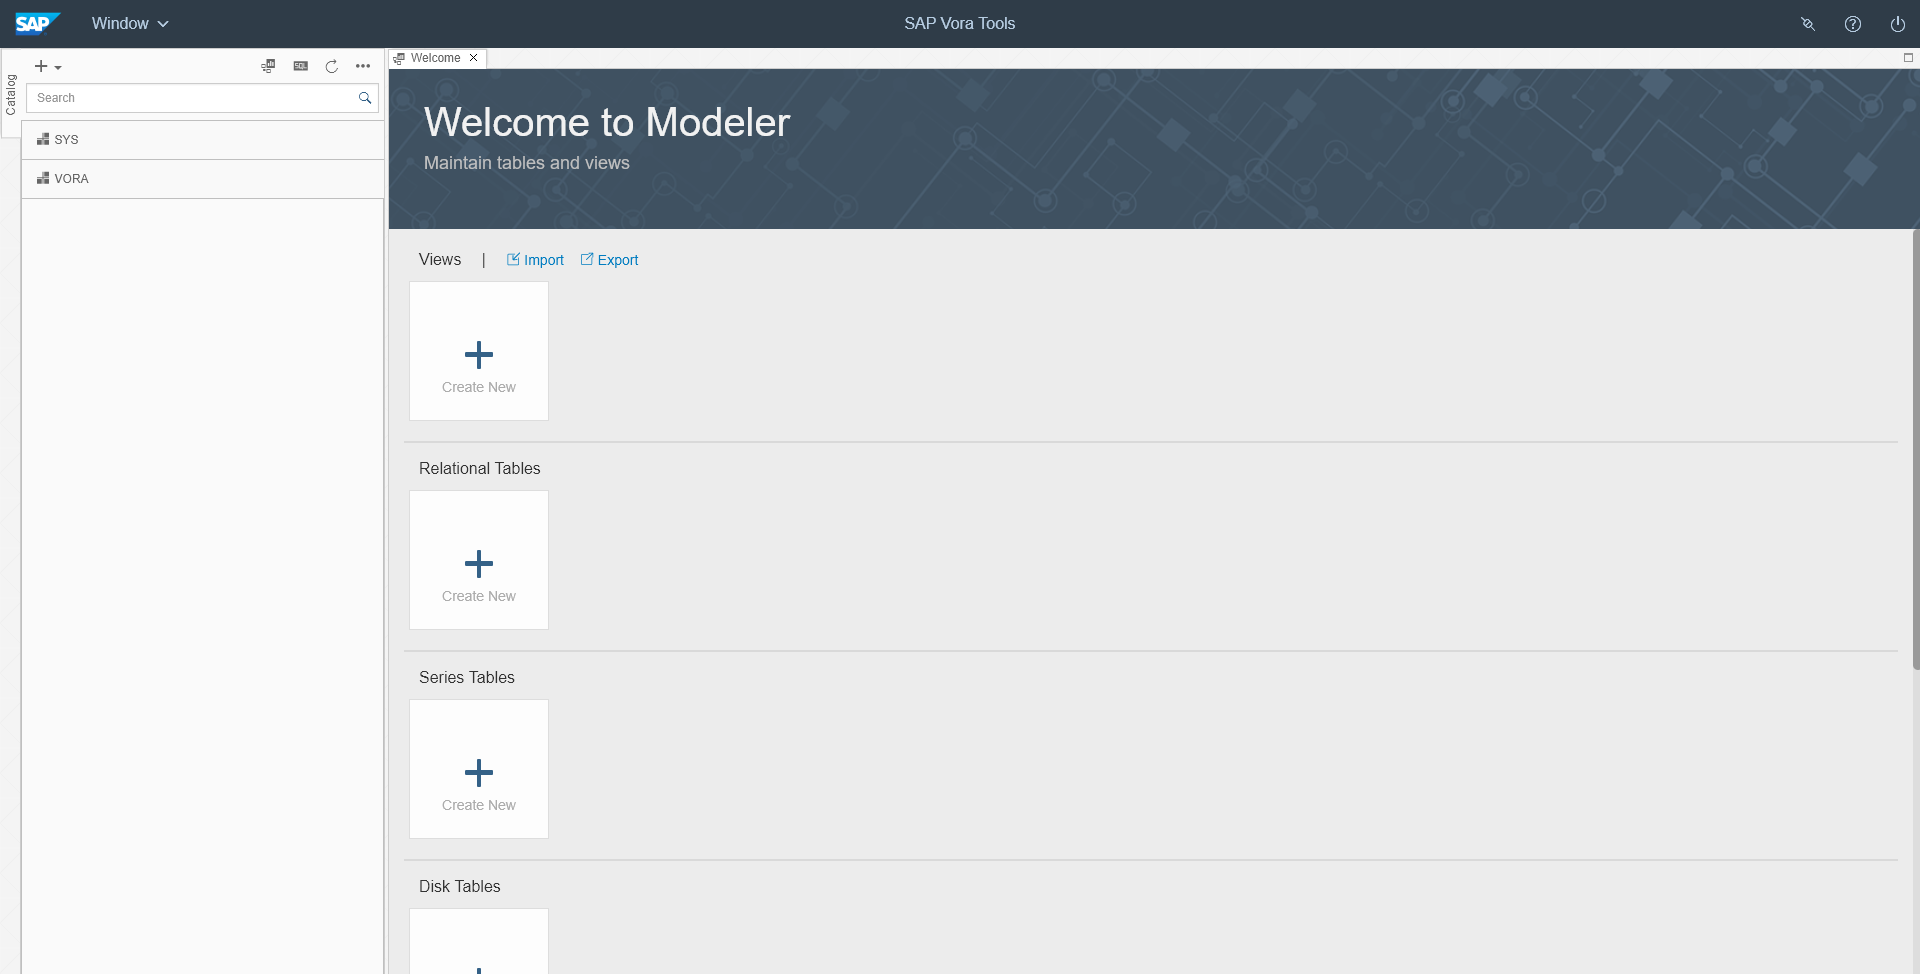 SAP Window SAP Vora Tools
Catalog
SQL
Search
SYS
VORA
Welcome
Welcome to Modeler
Maintain tables and views
Views | Import Export
Create New
Relational Tables
Create New
Series Tables
Create New
Disk Tables